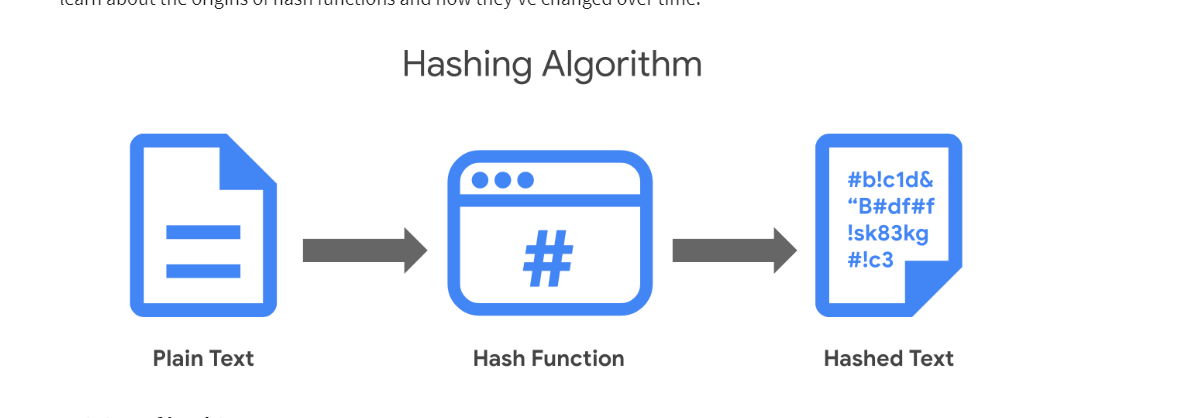 learn about the origins of hash functions and how they've changed over time.
Hashing Algorithm
#
#b!c1d&
“B#df#f
!sk83kg
#!c3
Plain Text
Hash Function
Hashed Text